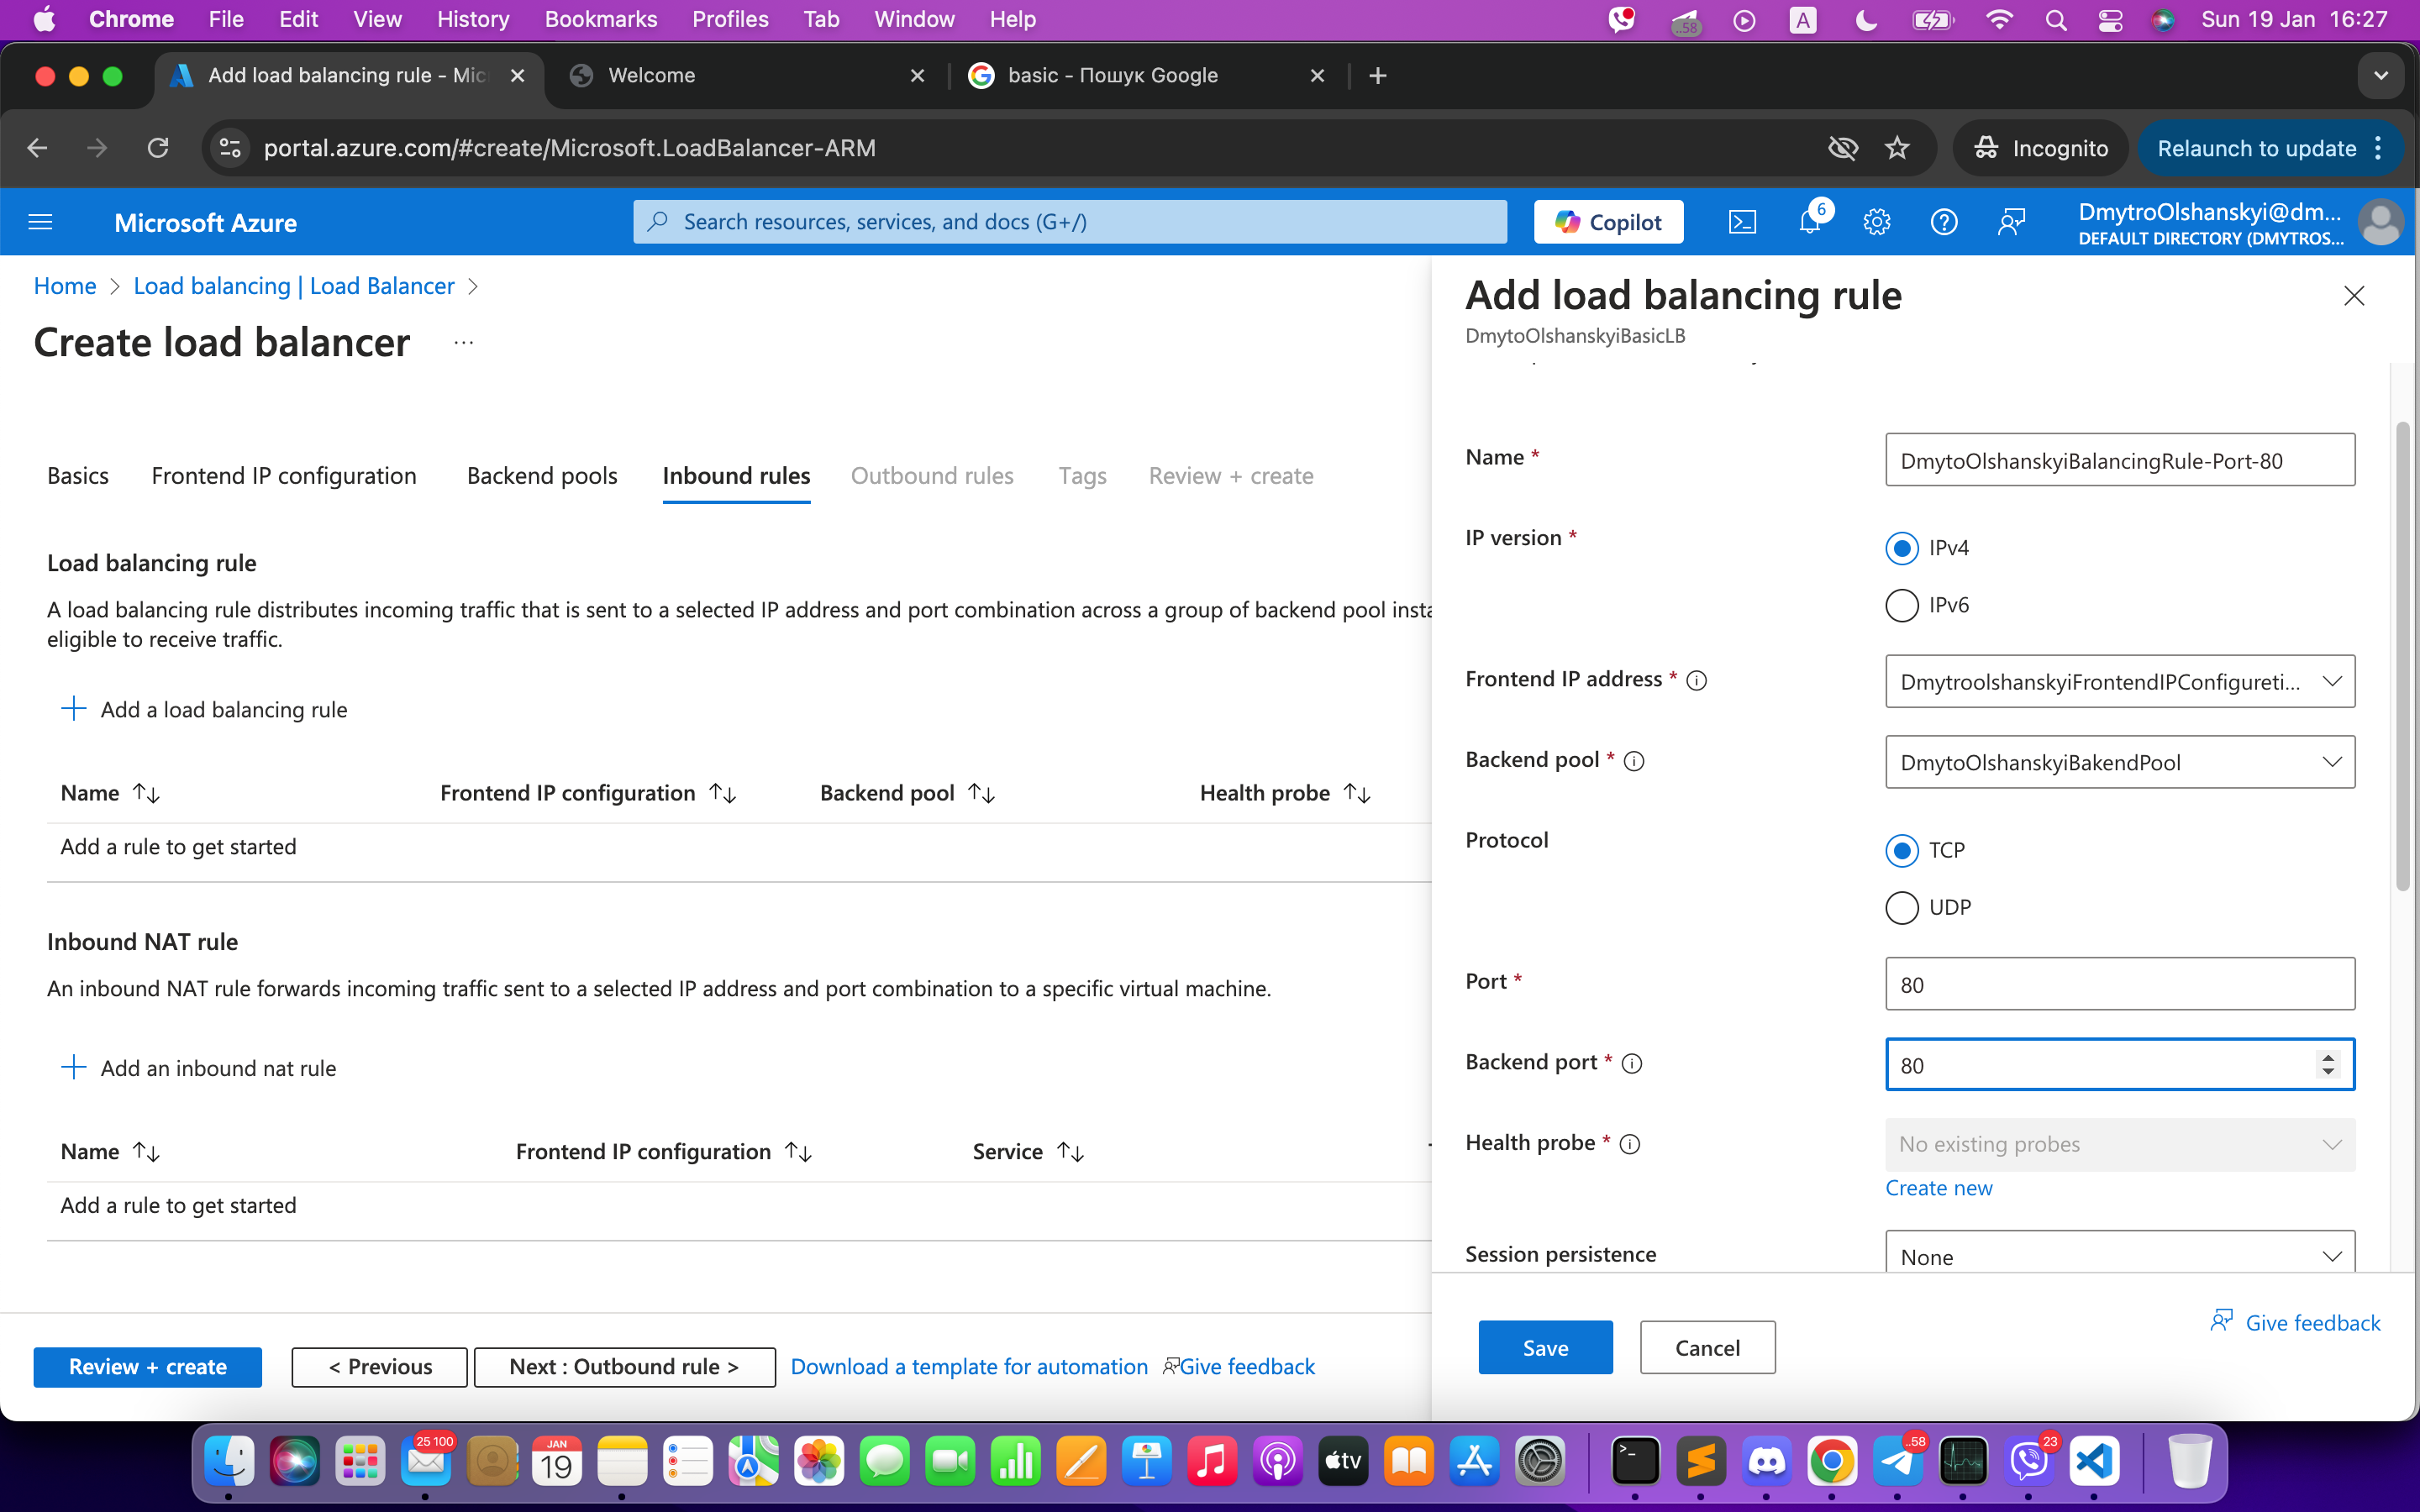 Chrome File Edit View History Bookmarks Profiles Tab Window Help
..58
A
Sun 19 Jan 16:27
Add load balancing rule - Mic
Welcome
basic - Пошук Google
portal.azure.com/#create/Microsoft.LoadBalancer-ARM
Incognito
Relaunch to update
Microsoft Azure
Search resources, services, and docs (G+/)
Copilot
6
DmytroOlshanskyi@dm...
DEFAULT DIRECTORY (DMYTROS...
Home > Load balancing | Load Balancer >
Create load balancer ...
Basics
Frontend IP configuration
Backend pools
Inbound rules
Outbound rules
Tags
Review + create
Load balancing rule
A load balancing rule distributes incoming traffic that is sent to a selected IP address and port combination across a group of backend pool insta
eligible to receive traffic.
Add a load balancing rule
Name
Frontend IP configuration
Backend pool
Health probe
Add a rule to get started
Inbound NAT rule
An inbound NAT rule forwards incoming traffic sent to a selected IP address and port combination to a specific virtual machine.
Add an inbound nat rule
Name
Frontend IP configuration
Service
Add a rule to get started
Review + create
< Previous
Next : Outbound rule >
Download a template for automation
Give feedback
Add load balancing rule
DmytoOlshanskyiBasicLB
Name *
DmytoOlshanskyiBalancingRule-Port-80
IP version *
IPv4
IPv6
Frontend IP address *
DmytroolshanskyiFrontendIPConfigureti...
Backend pool *
DmytoOlshanskyiBakendPool
Protocol
TCP
UDP
Port *
80
Backend port *
80
Health probe *
No existing probes
Create new
Session persistence
None
Save
Cancel
Give feedback
25 100
JAN
19
tv
..58
23